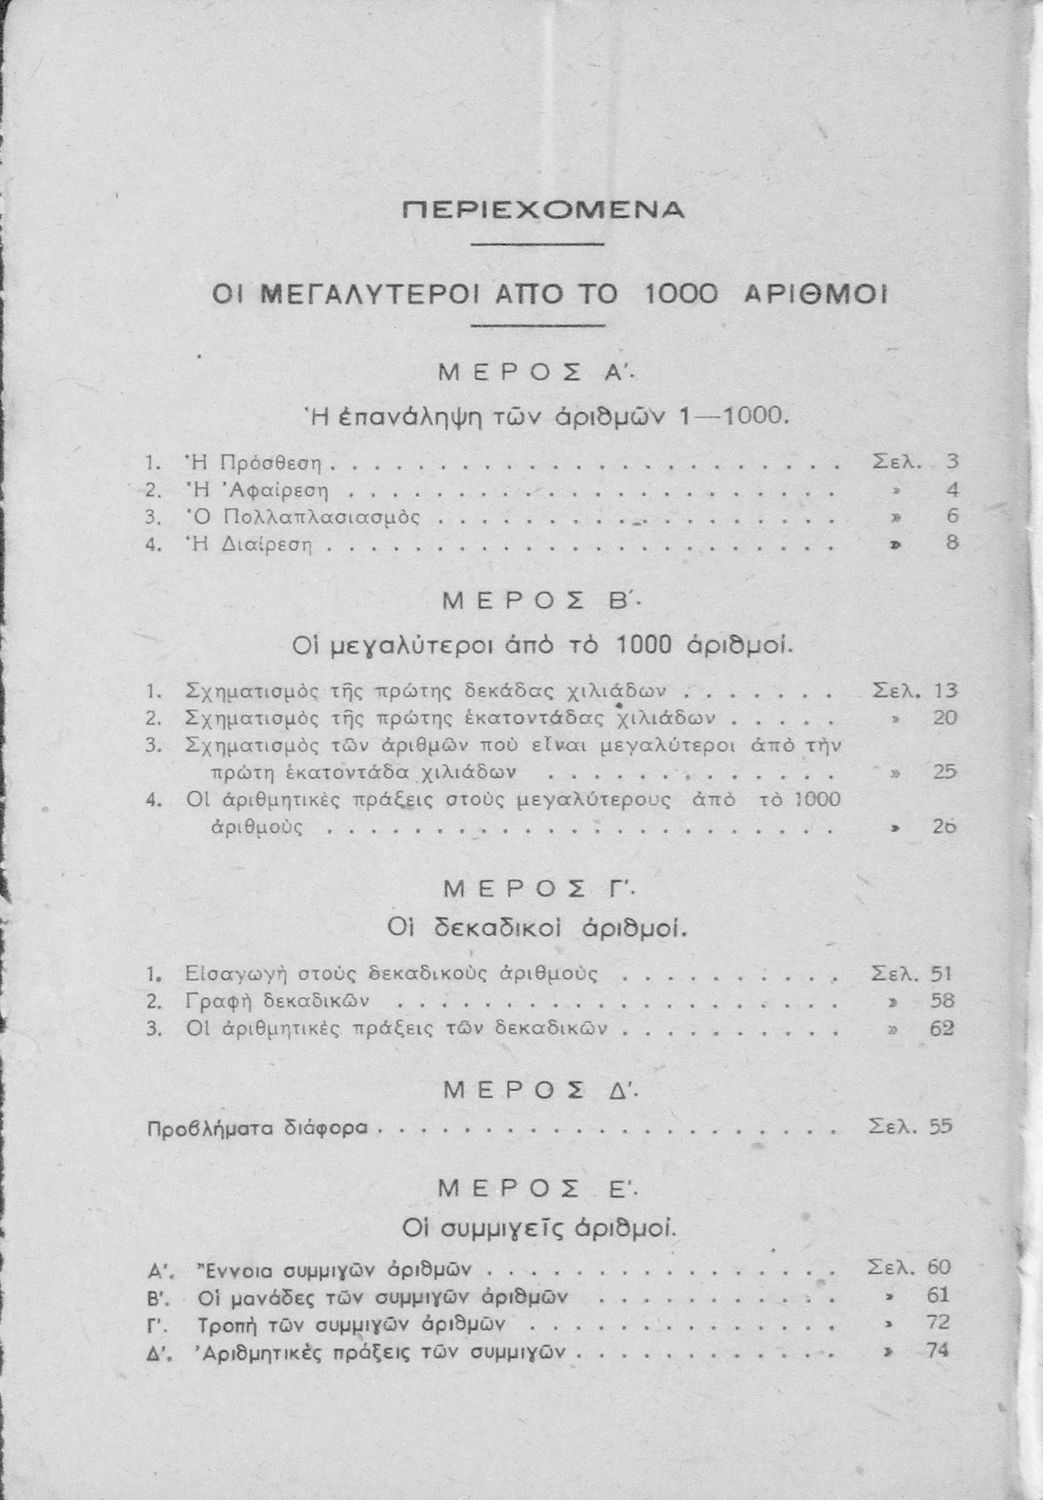 ΠΕΡΙΕΧΟΜΕΝΑ
ΟΙ ΜΕΓΑΛΥΤΕΡΟΙ ΑΠΟ ΤΟ 1000 ΑΡΙΘΜΟΙ
ΜΕΡΟΣ Α'.
Ἡ ἐπανάληψη τῶν ἀριθμῶν 1—1000.
1. Ἡ Πρόσθεση . . . . . . . . . . . . . . . . . . . . . . . . Σελ. 3
2. Ἡ Ἀφαίρεση . . . . . . . . . . . . . . . . . . . . . . . » 4
3. Ὁ Πολλαπλασιασμὸς . . . . . . . . . . . . . . . . . . . » 6
4. Ἡ Διαίρεση . . . . . . . . . . . . . . . . . . . . . . . . » 8
ΜΕΡΟΣ Β'.
Οἱ μεγαλύτεροι ἀπὸ τὸ 1000 ἀριθμοί.
1. Σχηματισμὸς τῆς πρώτης δεκάδας χιλιάδων . . . . . . . Σελ. 13
2. Σχηματισμὸς τῆς πρώτης ἑκατοντάδας χιλιάδων . . . . . » 20
3. Σχηματισμὸς τῶν ἀριθμῶν ποὺ εἶναι μεγαλύτεροι ἀπὸ τὴν
πρώτη ἑκατοντάδα χιλιάδων . . . . . . . . . . . . . . » 25
4. Οἱ ἀριθμητικὲς πράξεις στοὺς μεγαλύτερους ἀπὸ τὸ 1000
ἀριθμοὺς . . . . . . . . . . . . . . . . . . . . . . . . » 26
ΜΕΡΟΣ Γ'.
Οἱ δεκαδικοὶ ἀριθμοί.
1. Εἰσαγωγὴ στοὺς δεκαδικοὺς ἀριθμοὺς . . . . . . . . . . Σελ. 51
2. Γραφὴ δεκαδικῶν . . . . . . . . . . . . . . . . . . . . . » 58
3. Οἱ ἀριθμητικὲς πράξεις τῶν δεκαδικῶν . . . . . . . . . . » 62
ΜΕΡΟΣ Δ'.
Προβλήματα διάφορα . . . . . . . . . . . . . . . . . . . . . . Σελ. 55
ΜΕΡΟΣ Ε'.
Οἱ συμμιγεῖς ἀριθμοί.
Α'. Ἔννοια συμμιγῶν ἀριθμῶν . . . . . . . . . . . . . . . . Σελ. 60
Β'. Οἱ μανάδες τῶν συμμιγῶν ἀριθμῶν . . . . . . . . . . . » 61
Γ'. Τροπὴ τῶν συμμιγῶν ἀριθμῶν . . . . . . . . . . . . . . » 72
Δ'. Ἀριθμητικὲς πράξεις τῶν συμμιγῶν . . . . . . . . . . . . » 74